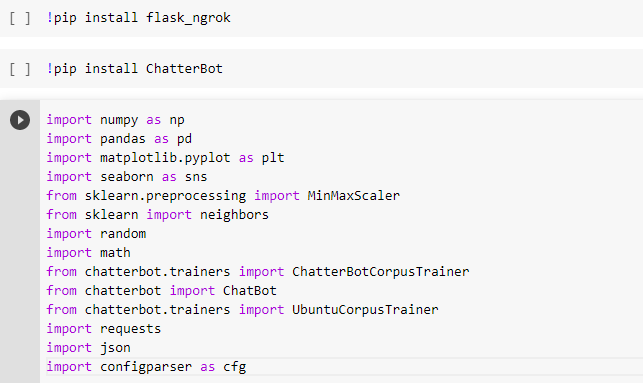 [ ] !pip install flask_ngrok
[ ] !pip install ChatterBot
import numpy as np
import pandas as pd
import matplotlib.pyplot as plt
import seaborn as sns
from sklearn.preprocessing import MinMaxScaler
from sklearn import neighbors
import random
import math
from chatterbot.trainers import ChatterBotCorpusTrainer
from chatterbot import ChatBot
from chatterbot.trainers import UbuntuCorpusTrainer
import requests
import json
import configparser as cfg